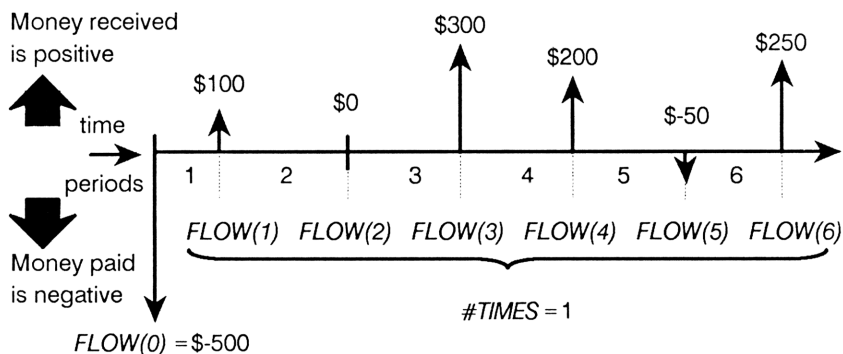 Money received
is positive
$100
$0
$300
$200
$-50
$250
time
periods
1 2 3 4 5 6
FLOW(1) FLOW(2) FLOW(3) FLOW(4) FLOW(5) FLOW(6)
Money paid
is negative
#TIMES = 1
FLOW(0) = $-500